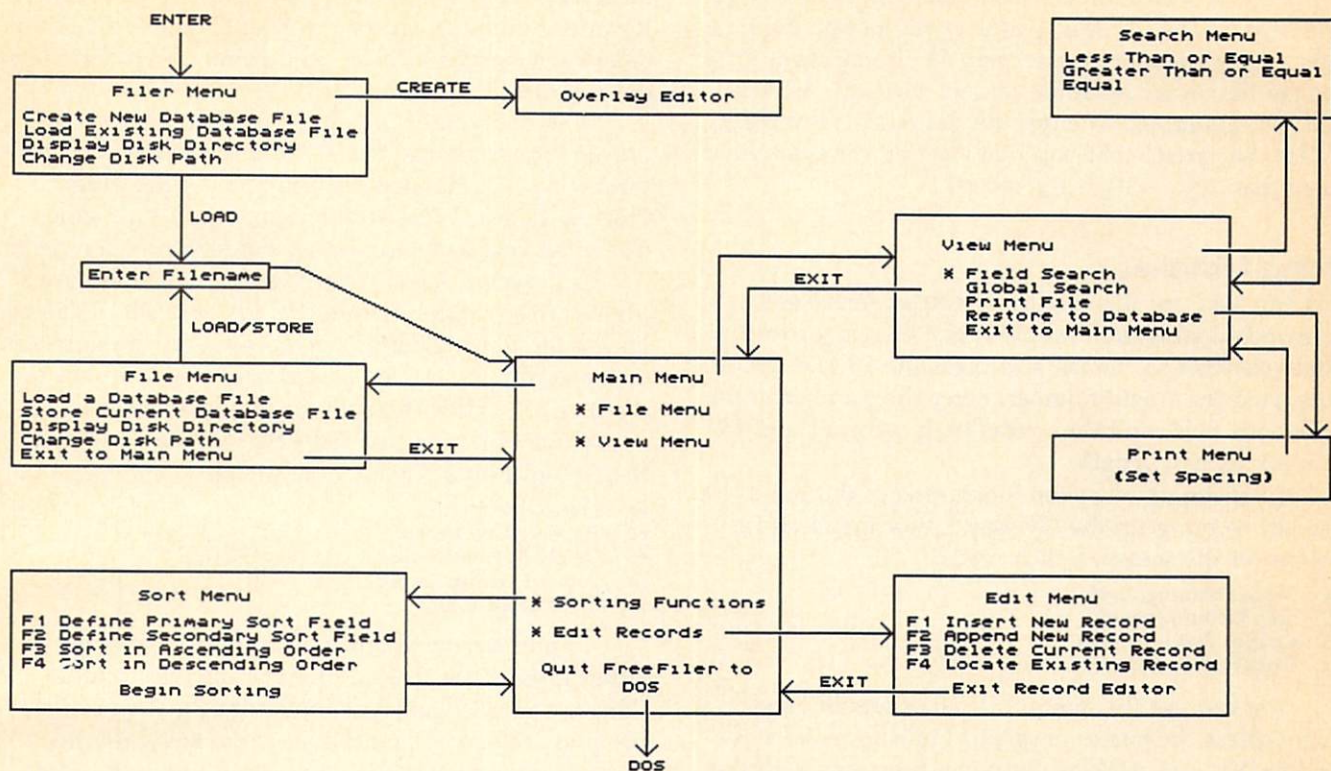 ENTER
Filer Menu
Create New Database File
Load Existing Database File
Display Disk Directory
Change Disk Path
CREATE
Overlay Editor
Search Menu
Less Than or Equal
Greater Than or Equal
Equal
LOAD
Enter Filename
LOAD/STORE
View Menu
* Field Search
Global Search
Print File
Restore to Database
Exit to Main Menu
EXIT
File Menu
Load a Database File
Store Current Database File
Display Disk Directory
Change Disk Path
Exit to Main Menu
EXIT
Main Menu
* File Menu
* View Menu
* Sorting Functions
* Edit Records
Quit FreeFiler to
DOS
Print Menu
(Set Spacing)
Sort Menu
F1 Define Primary Sort Field
F2 Define Secondary Sort Field
F3 Sort in Ascending Order
F4 Sort in Descending Order
Begin Sorting
Edit Menu
F1 Insert New Record
F2 Append New Record
F3 Delete Current Record
F4 Locate Existing Record
Exit Record Editor
EXIT
DOS